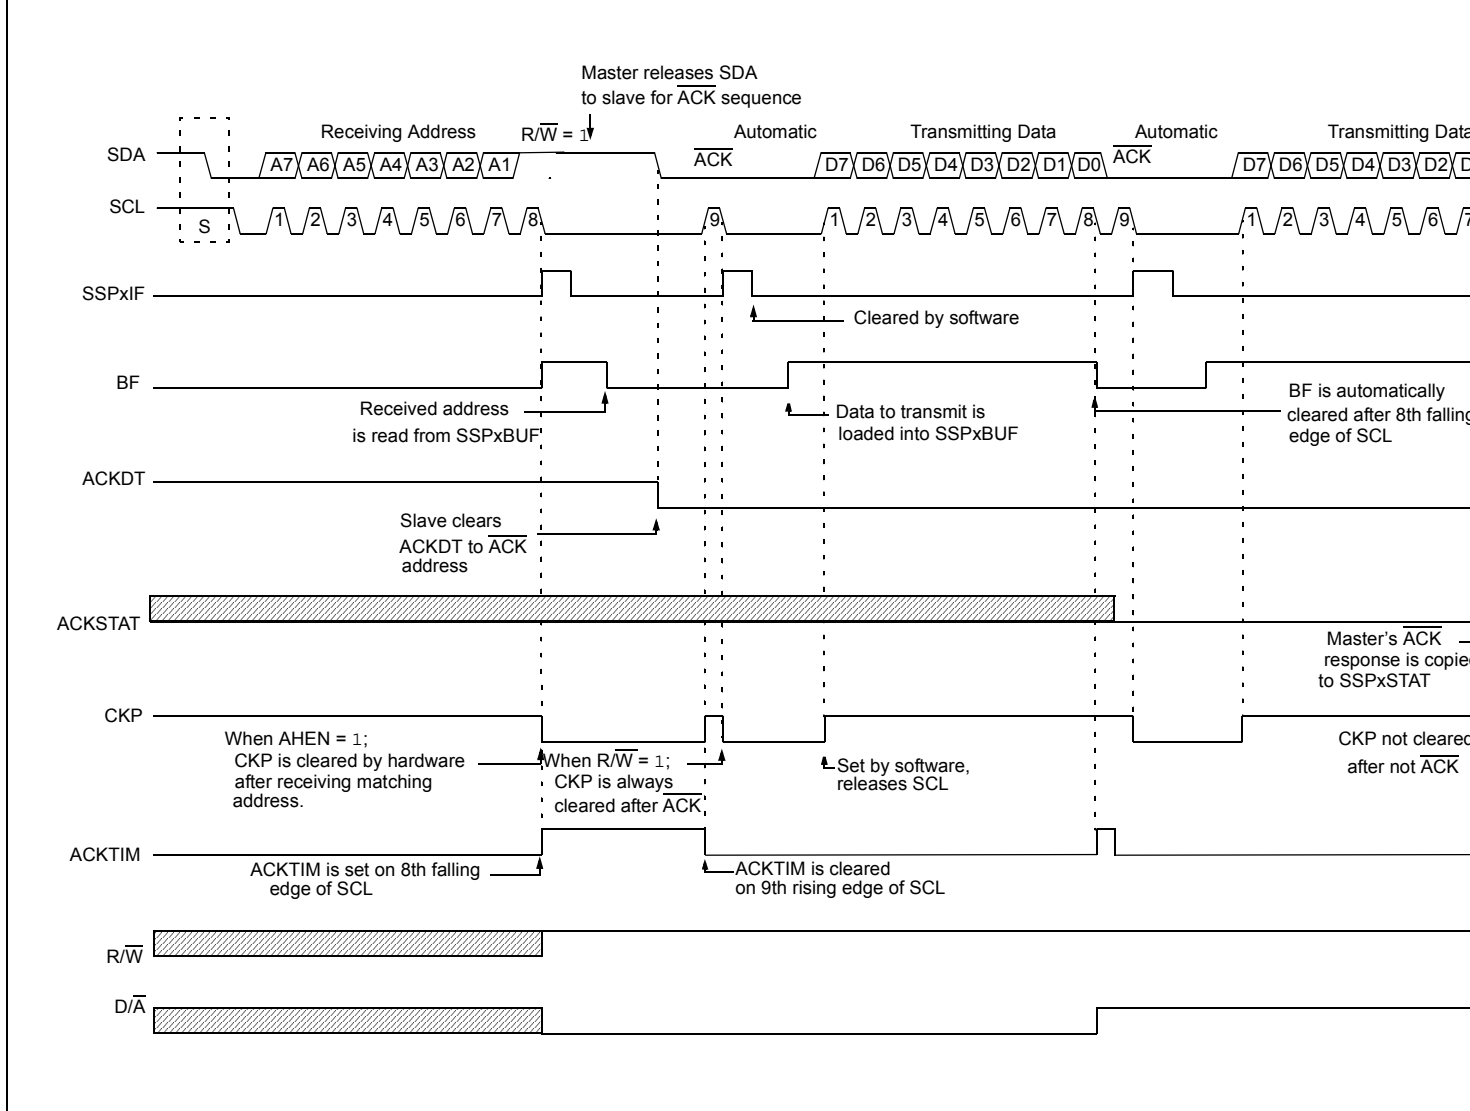 Master releases SDA
to slave for ACK sequence
Receiving Address R/W = 1 Automatic Transmitting Data Automatic Transmitting Data
SDA ACK ACK
A7 A6 A5 A4 A3 A2 A1 D7 D6 D5 D4 D3 D2 D1 D0 D7 D6 D5 D4 D3 D2
SCL
S 1 2 3 4 5 6 7 8 9 1 2 3 4 5 6 7 8 9 1 2 3 4 5 6 7
SSPxIF
Cleared by software
BF
Received address
is read from SSPxBUF
Data to transmit is
loaded into SSPxBUF
BF is automatically
cleared after 8th falling
edge of SCL
ACKDT
Slave clears
ACKDT to ACK
address
ACKSTAT
Master's ACK
response is copied
to SSPxSTAT
CKP
When AHEN = 1;
CKP is cleared by hardware
after receiving matching
address.
When R/W = 1;
CKP is always
cleared after ACK
Set by software,
releases SCL
CKP not cleared
after not ACK
ACKTIM
ACKTIM is set on 8th falling
edge of SCL
ACKTIM is cleared
on 9th rising edge of SCL
R/W
D/A